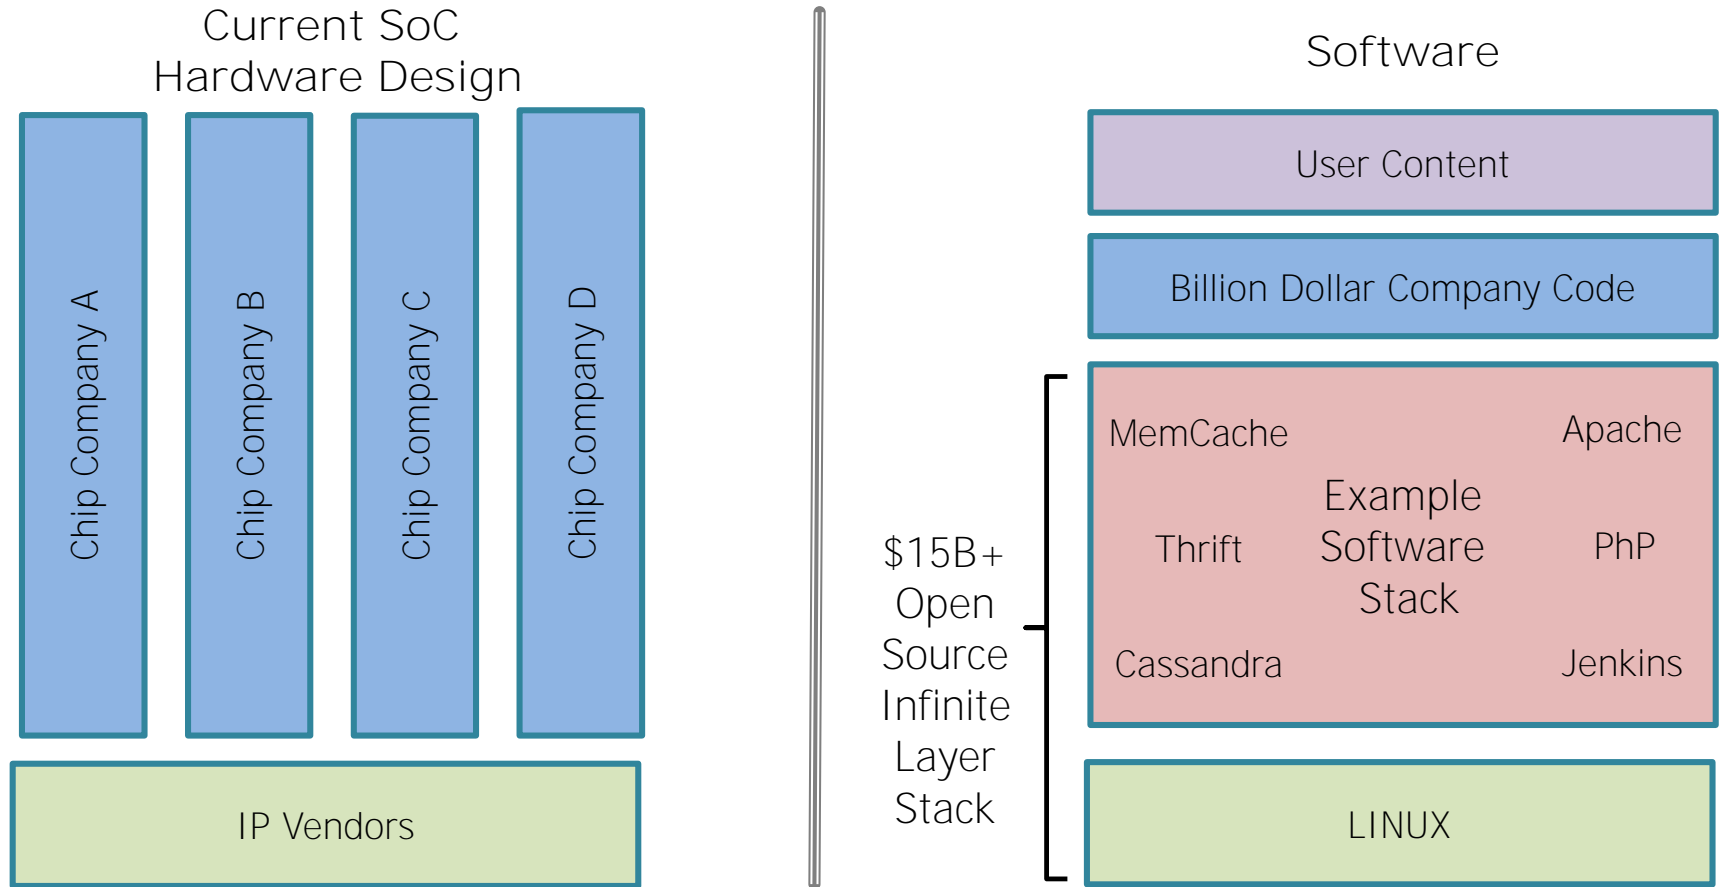 Current SoC
Hardware Design
Chip Company A
Chip Company B
Chip Company C
Chip Company D
IP Vendors
Software
User Content
Billion Dollar Company Code
MemCache
Apache
Example
Software
Stack
Thrift
PhP
Cassandra
Jenkins
$15B+
Open
Source
Infinite
Layer
Stack
LINUX